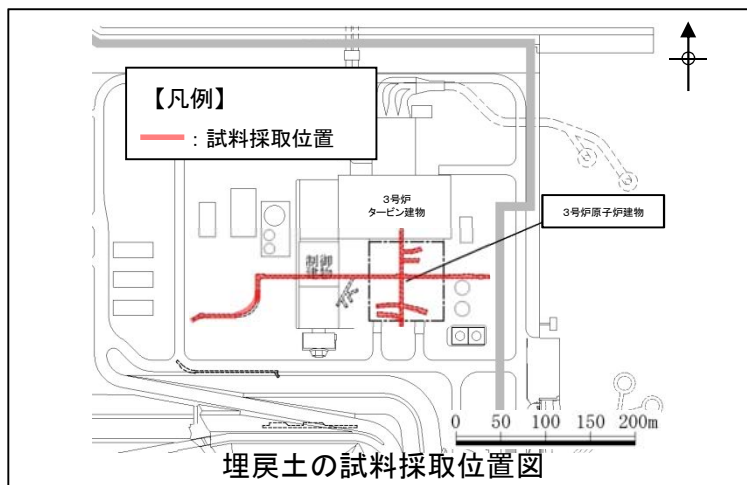 【凡例】
：試料採取位置
3号炉
タービン建物
3号炉原子炉建物
制御
建物
0 50 100 150 200m
埋戻土の試料採取位置図